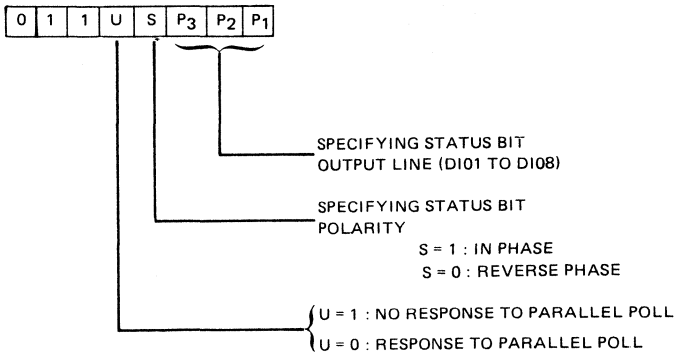 0 1 1 U S P3 P2 P1
SPECIFYING STATUS BIT
OUTPUT LINE (DI01 TO DI08)
SPECIFYING STATUS BIT
POLARITY
S = 1 : IN PHASE
S = 0 : REVERSE PHASE
U = 1 : NO RESPONSE TO PARALLEL POLL
U = 0 : RESPONSE TO PARALLEL POLL